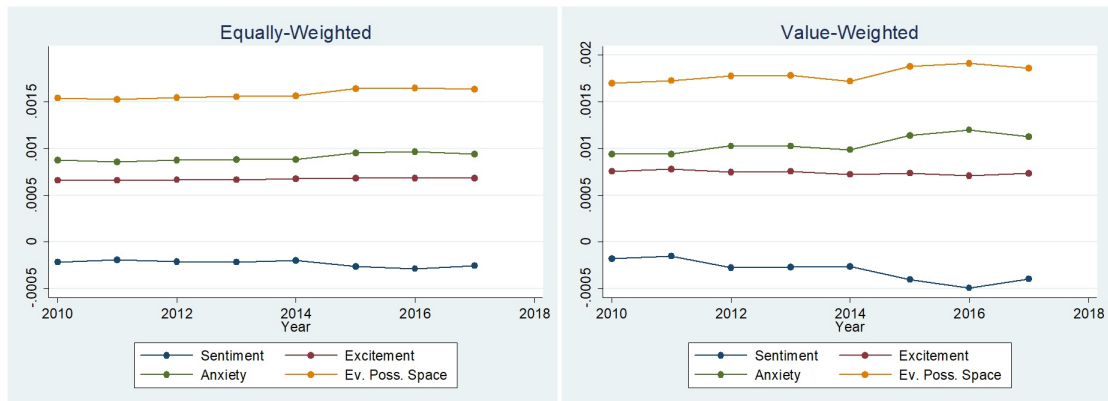 Equally-Weighted
.0015
.001
.0005
0
-.0005
2010 2012 2014 2016 2018
Year
Sentiment Excitement
Anxiety Ev. Poss. Space
Value-Weighted
.002
.0015
.001
.0005
0
-.0005
2010 2012 2014 2016 2018
Year
Sentiment Excitement
Anxiety Ev. Poss. Space